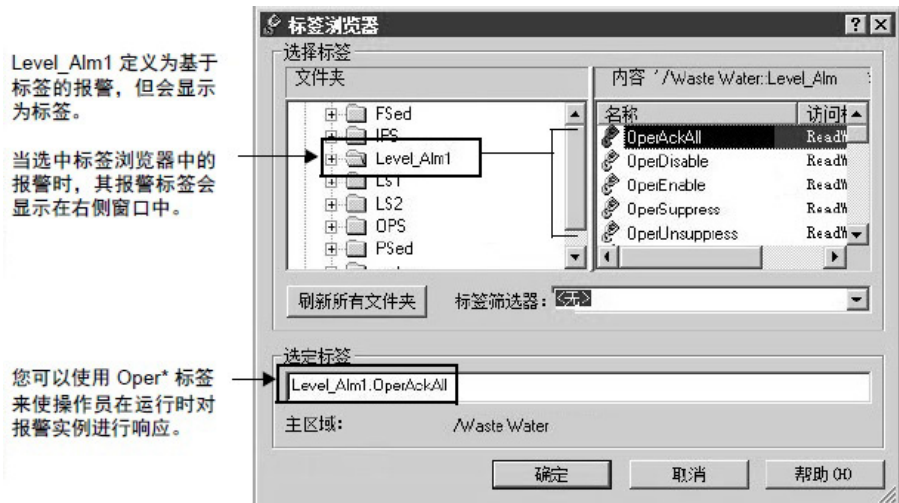 标签浏览器
Level_Alm1 定义为基于
标签的报警，但会显示
为标签。
当选中标签浏览器中的
报警时，其报警标签会
显示在右侧窗口中。
您可以使用 Oper* 标签
来使操作员在运行时对
报警实例进行响应。
选择标签
文件夹
FSed
IPS
Level_Alm1
LS1
LS2
OPS
PSed
内容 '/Waste Water::Level_Alm
名称
OperAckAll ReadW
OperDisable ReadW
OperEnable ReadW
OperSuppress ReadW
OperUnsuppress ReadW
刷新所有文件夹
标签筛选器：<无>
选定标签
Level_Alm1.OperAckAll
主区域： /Waste Water
确定
取消
帮助(H)